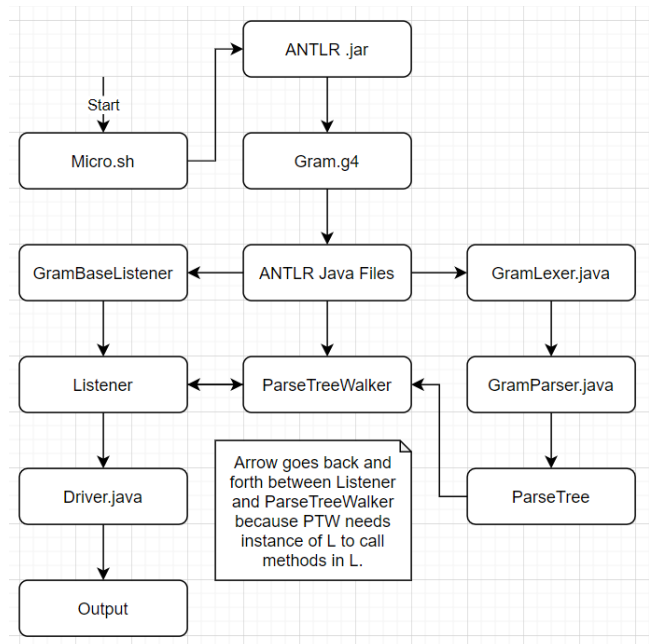 ANTLR .jar
Start
Micro.sh
Gram.g4
GramBaseListener
ANTLR Java Files
GramLexer.java
Listener
ParseTreeWalker
GramParser.java
Arrow goes back and
forth between Listener
and ParseTreeWalker
because PTW needs
instance of L to call
methods in L.
Driver.java
ParseTree
Output